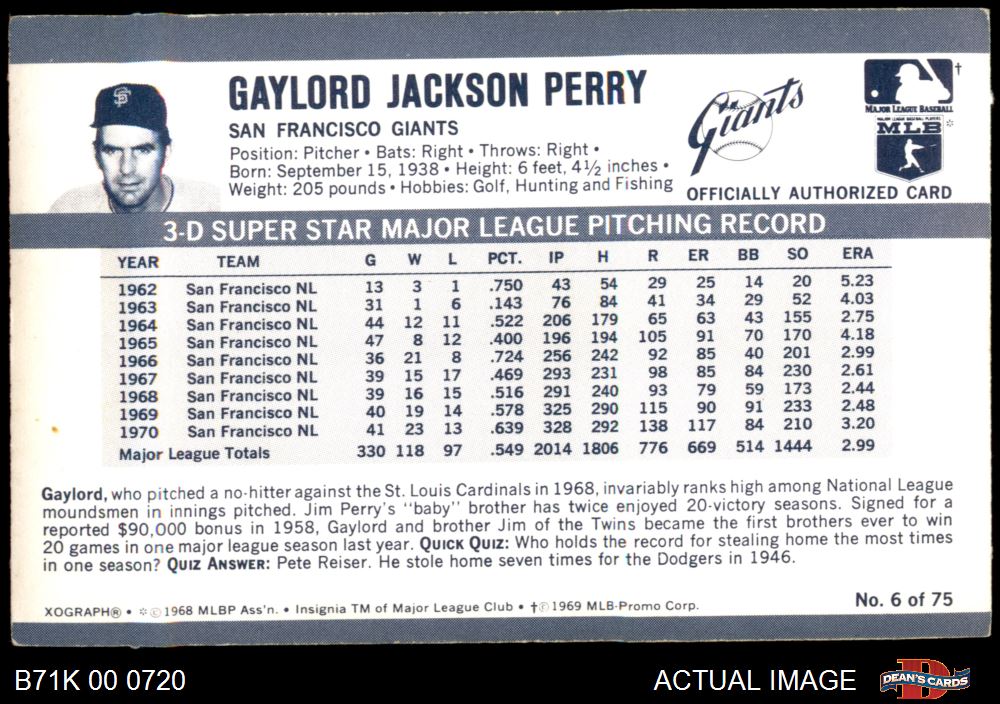 GAYLORD JACKSON PERRY
SAN FRANCISCO GIANTS
Position: Pitcher • Bats: Right • Throws: Right •
Born: September 15, 1938 • Height: 6 feet, 4½ inches •
Weight: 205 pounds • Hobbies: Golf, Hunting and Fishing
SF
Giants
†
MAJOR LEAGUE BASEBALL
MAJOR LEAGUE BASEBALL PLAYERS
MLB *
OFFICIALLY AUTHORIZED CARD
3-D SUPER STAR MAJOR LEAGUE PITCHING RECORD
YEAR TEAM G W L PCT. IP H R ER BB SO ERA
1962 San Francisco NL 13 3 1 .750 43 54 29 25 14 20 5.23
1963 San Francisco NL 31 1 6 .143 76 84 41 34 29 52 4.03
1964 San Francisco NL 44 12 11 .522 206 179 65 63 43 155 2.75
1965 San Francisco NL 47 8 12 .400 196 194 105 91 70 170 4.18
1966 San Francisco NL 36 21 8 .724 256 242 92 85 40 201 2.99
1967 San Francisco NL 39 15 17 .469 293 231 98 85 84 230 2.61
1968 San Francisco NL 39 16 15 .516 291 240 93 79 59 173 2.44
1969 San Francisco NL 40 19 14 .578 325 290 115 90 91 233 2.48
1970 San Francisco NL 41 23 13 .639 328 292 138 117 84 210 3.20
Major League Totals 330 118 97 .549 2014 1806 776 669 514 1444 2.99
Gaylord, who pitched a no-hitter against the St. Louis Cardinals in 1968, invariably ranks high among National League
moundsmen in innings pitched. Jim Perry's "baby" brother has twice enjoyed 20-victory seasons. Signed for a
reported $90,000 bonus in 1958, Gaylord and brother Jim of the Twins became the first brothers ever to win
20 games in one major league season last year. QUICK QUIZ: Who holds the record for stealing home the most times
in one season? QUIZ ANSWER: Pete Reiser. He stole home seven times for the Dodgers in 1946.
XOGRAPH® • *©1968 MLBP Ass'n. • Insignia TM of Major League Club • †©1969 MLB-Promo Corp.
No. 6 of 75
B71K 00 0720
ACTUAL IMAGE
D
DEAN'S CARDS